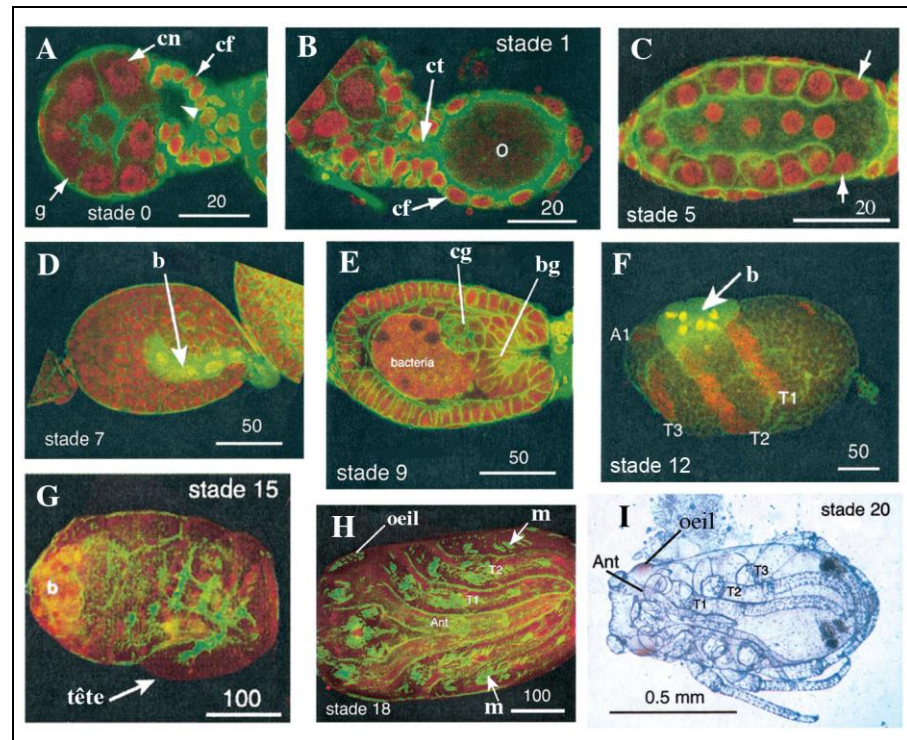 A
cn
cf
g
stade 0
20
B
stade 1
ct
O
cf
20
C
stade 5
20
D
b
stade 7
50
E
cg
bg
bacteria
stade 9
50
F
b
A1
T1
T3
T2
stade 12
50
G
stade 15
b
tête
100
H
oeil
m
T2
T1
Ant
m
stade 18
100
I
stade 20
oeil
Ant
T3
T1
T2
0.5 mm